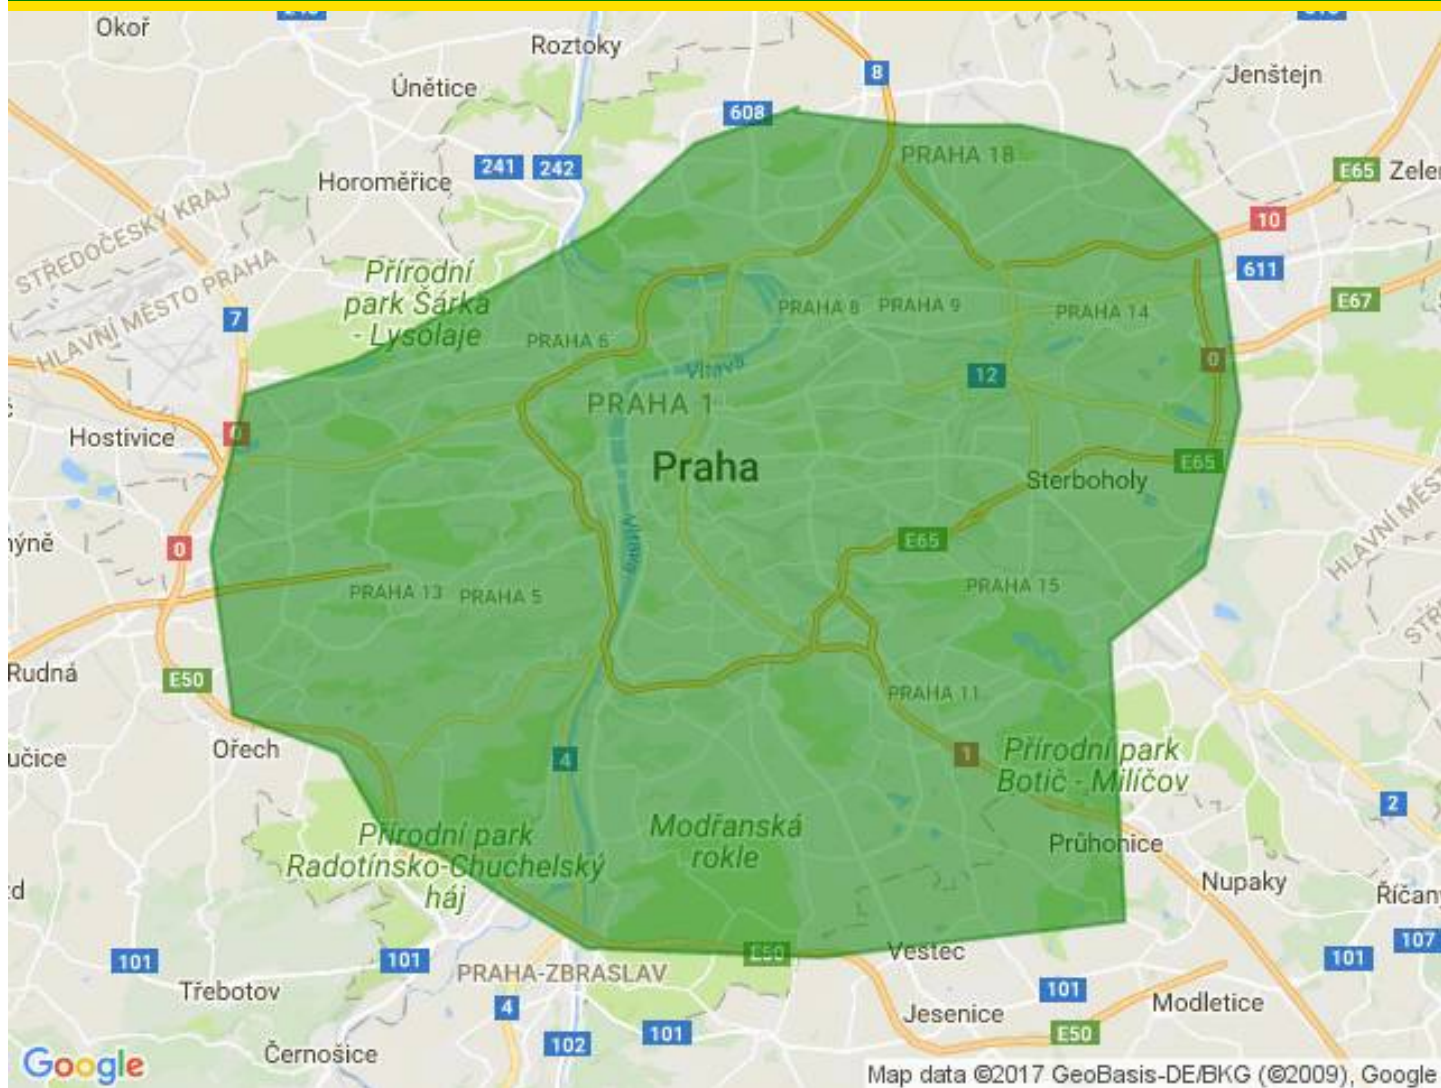 Okoř
Roztoky
Únětice
8
Jenštejn
608
241
242
PRAHA 18
E65
Horoměřice
10
STŘEDOČESKÝ KRAJ
HLAVNÍ MĚSTO PRAHA
611
Přírodní
park Šárka
- Lysolaje
7
PRAHA 8
PRAHA 9
PRAHA 14
E67
PRAHA 6
Vltava
0
12
PRAHA 1
Hostivice
Praha
E65
Sterboholy
Vltava
E65
0
PRAHA 13
PRAHA 5
PRAHA 15
Rudná
E50
PRAHA 11
Ořech
4
1
Přírodní park
Botič - Milíčov
2
Přírodní park
Radotínsko-Chuchelský
háj
Modřanská
rokle
Průhonice
Nupaky
E50
Vestec
107
101
101
101
PRAHA-ZBRASLAV
Třebotov
4
101
Modletice
Jesenice
101
E50
102
Černošice
Google
Map data ©2017 GeoBasis-DE/BKG (©2009), Google